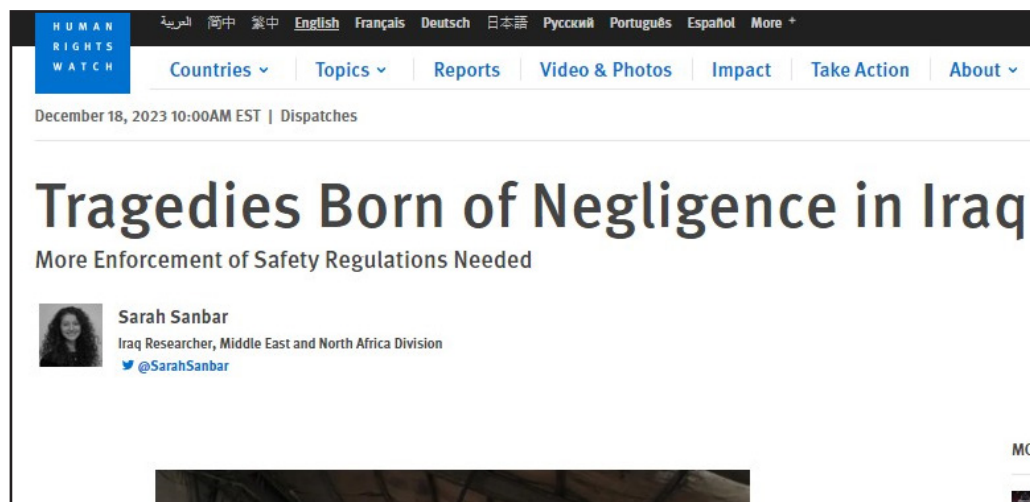 HUMAN
RIGHTS
WATCH
العربية 简中 繁中 English Français Deutsch 日本語 Русский Português Español More +
Countries Topics Reports Video & Photos Impact Take Action About
December 18, 2023 10:00AM EST | Dispatches
Tragedies Born of Negligence in Iraq
More Enforcement of Safety Regulations Needed
Sarah Sanbar
Iraq Researcher, Middle East and North Africa Division
@SarahSanbar